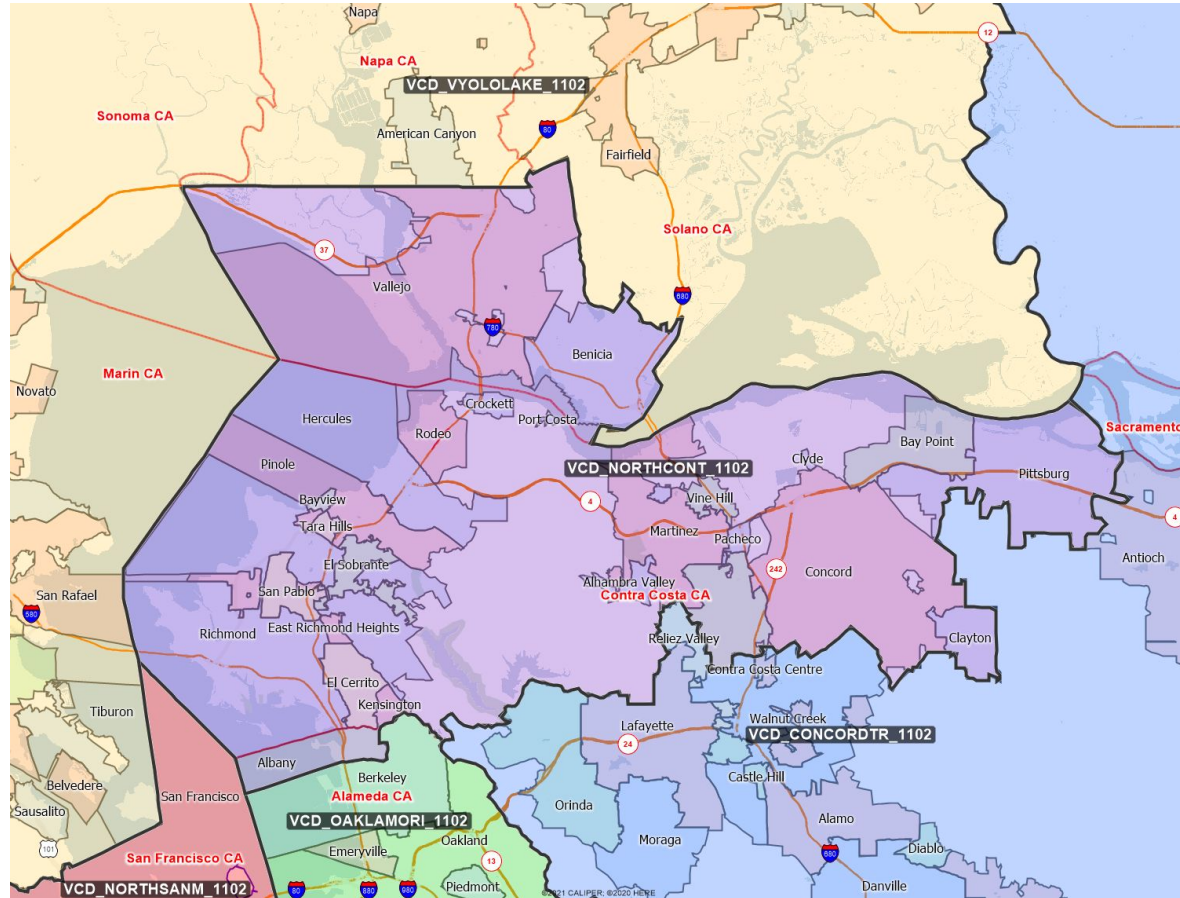 Napa
12
Napa CA
VCD_VYOLOLAKE_1102
Sonoma CA
80
American Canyon
Fairfield
Solano CA
37
Vallejo
680
780
Benicia
Marin CA
Novato
Crockett
Hercules
Port Costa
Rodeo
Sacramento
Bay Point
Clyde
Pinole
VCD_NORTHCONT_1102
Pittsburg
Bayview
Vine Hill
4
4
Tara Hills
Martinez
Pacheco
Antioch
El Sobrante
242
Concord
San Rafael
San Pablo
Alhambra Valley
Contra Costa CA
580
Richmond
East Richmond Heights
Reliez Valley
Clayton
Contra Costa Centre
El Cerrito
Kensington
Tiburon
Lafayette
Walnut Creek
VCD_CONCORDTR_1102
24
Albany
Berkeley
Castle Hill
Belvedere
San Francisco
Alameda CA
Orinda
Sausalito
VCD_OAKLAMORI_1102
Alamo
Moraga
Oakland
101
Emeryville
Diablo
680
San Francisco CA
13
VCD_NORTHSANM_1102
80
880
980
Piedmont
Danville
©2021 CALIPER; ©2020 HERE